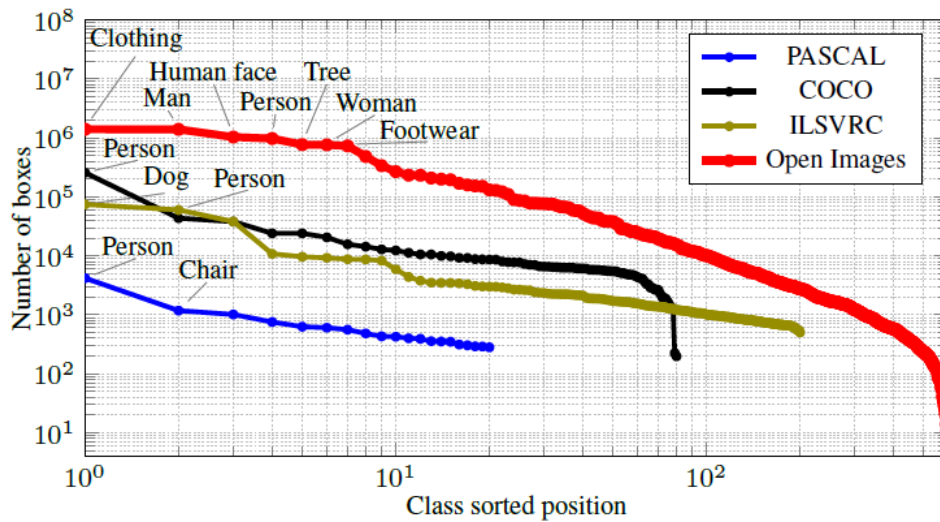 10^8
10^7
10^6
10^5
10^4
10^3
10^2
10^1
Number of boxes
Clothing
Human face
Tree
Man
Person
Woman
Footwear
Person
Dog
Person
Person
Chair
PASCAL
COCO
ILSVRC
Open Images
10^0
10^1
10^2
Class sorted position